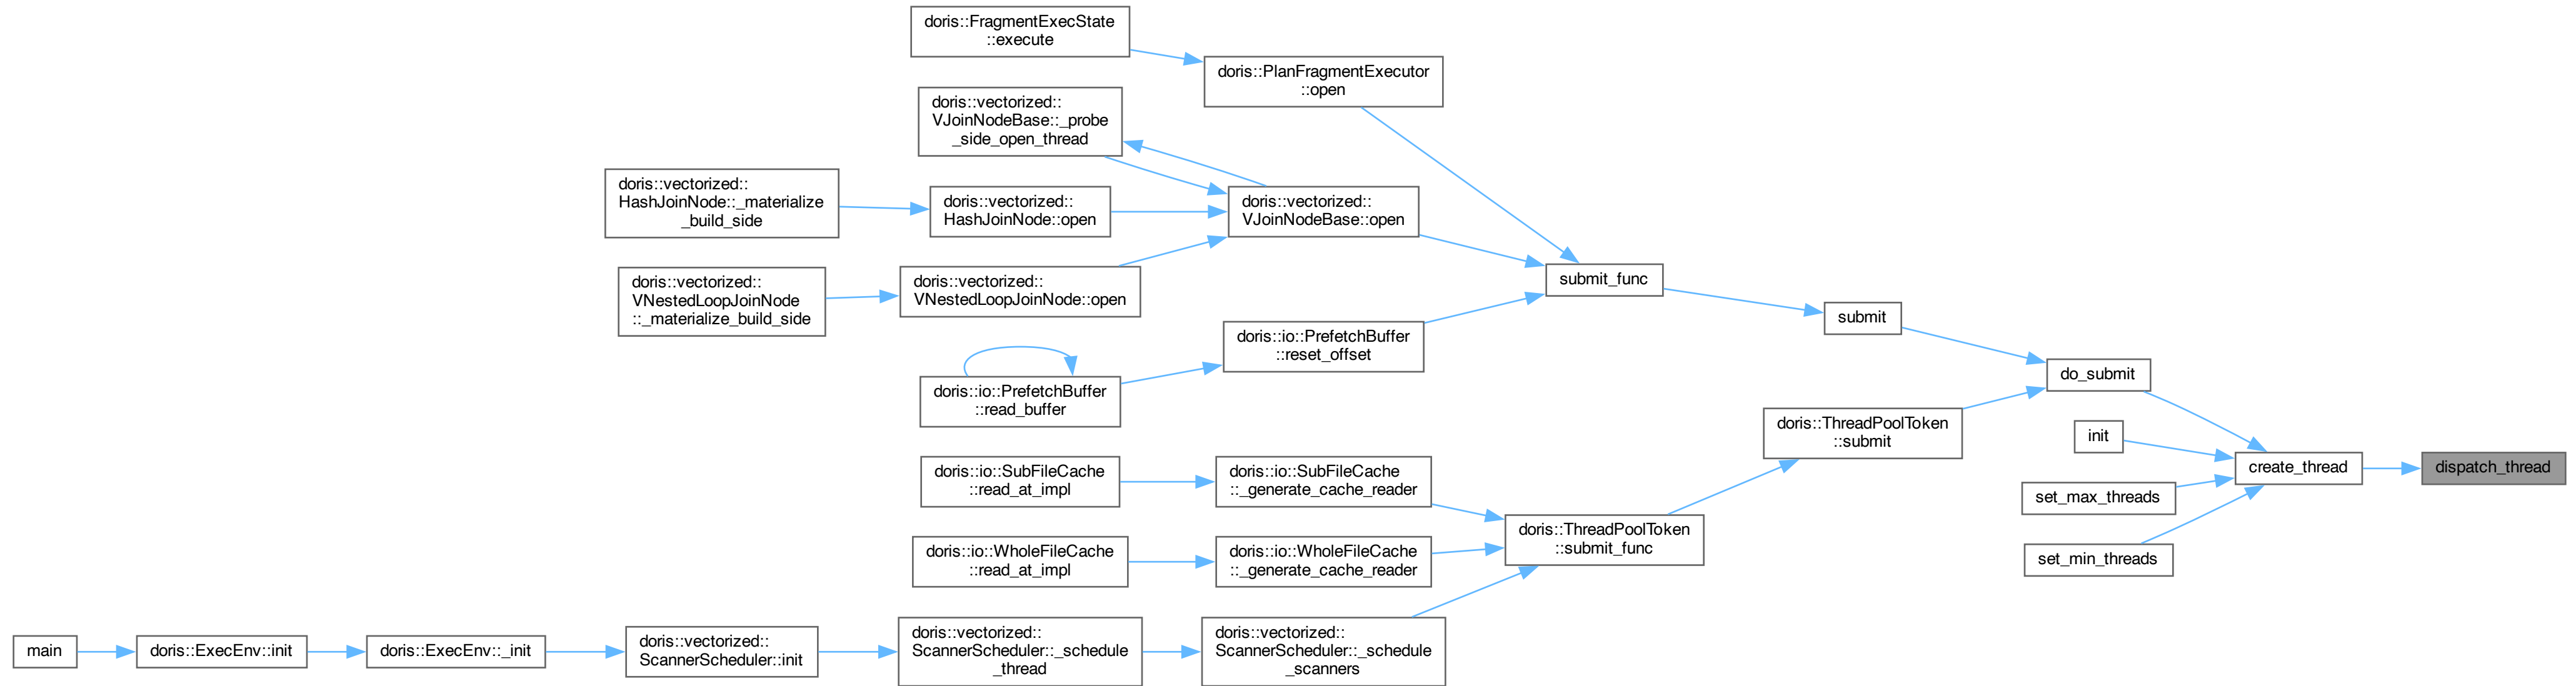 doris::FragmentExecState
::execute
doris::PlanFragmentExecutor
::open
doris::vectorized::
VJoinNodeBase::_probe
_side_open_thread
doris::vectorized::
HashJoinNode::_materialize
_build_side
doris::vectorized::
HashJoinNode::open
doris::vectorized::
VJoinNodeBase::open
doris::vectorized::
VNestedLoopJoinNode
::_materialize_build_side
doris::vectorized::
VNestedLoopJoinNode::open
submit_func
submit
doris::io::PrefetchBuffer
::reset_offset
doris::io::PrefetchBuffer
::read_buffer
do_submit
doris::ThreadPoolToken
::submit
init
create_thread
dispatch_thread
set_max_threads
set_min_threads
doris::io::SubFileCache
::read_at_impl
doris::io::SubFileCache
::_generate_cache_reader
doris::ThreadPoolToken
::submit_func
doris::io::WholeFileCache
::read_at_impl
doris::io::WholeFileCache
::_generate_cache_reader
main
doris::ExecEnv::init
doris::ExecEnv::_init
doris::vectorized::
ScannerScheduler::init
doris::vectorized::
ScannerScheduler::_schedule
_thread
doris::vectorized::
ScannerScheduler::_schedule
_scanners